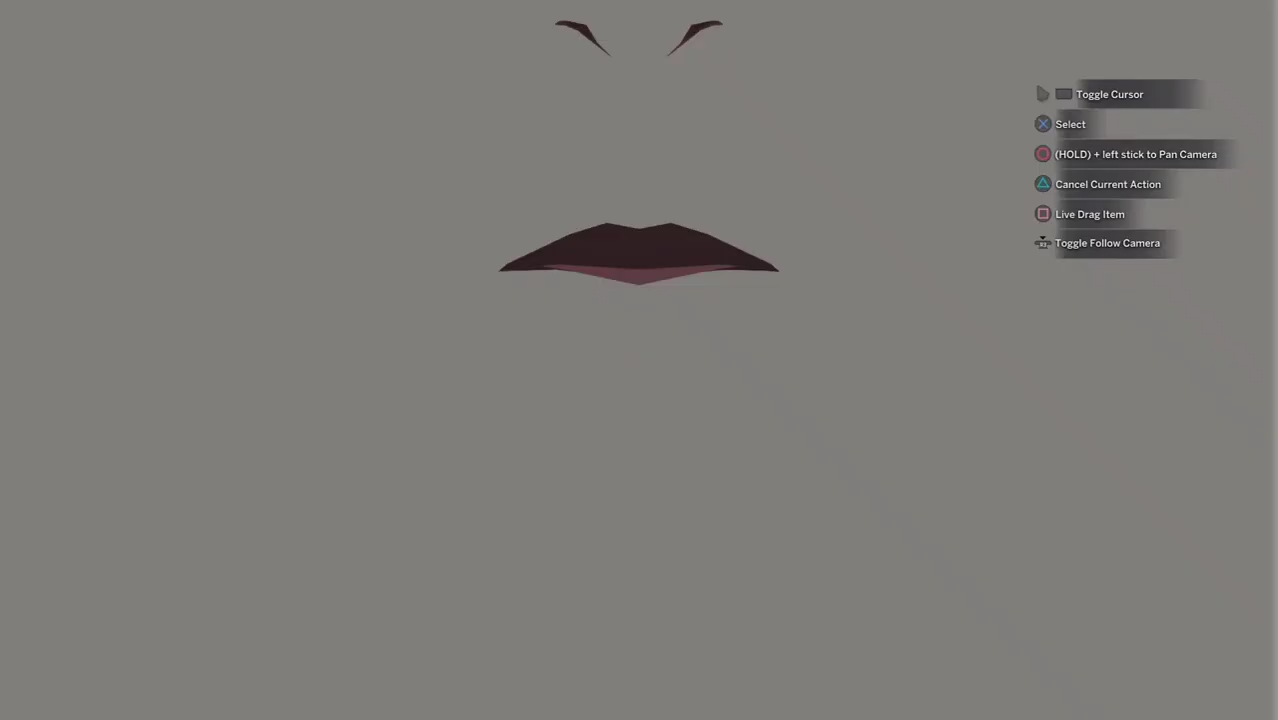 Toggle Cursor
Select
(HOLD) + left stick to Pan Camera
Cancel Current Action
Live Drag Item
Toggle Follow Camera